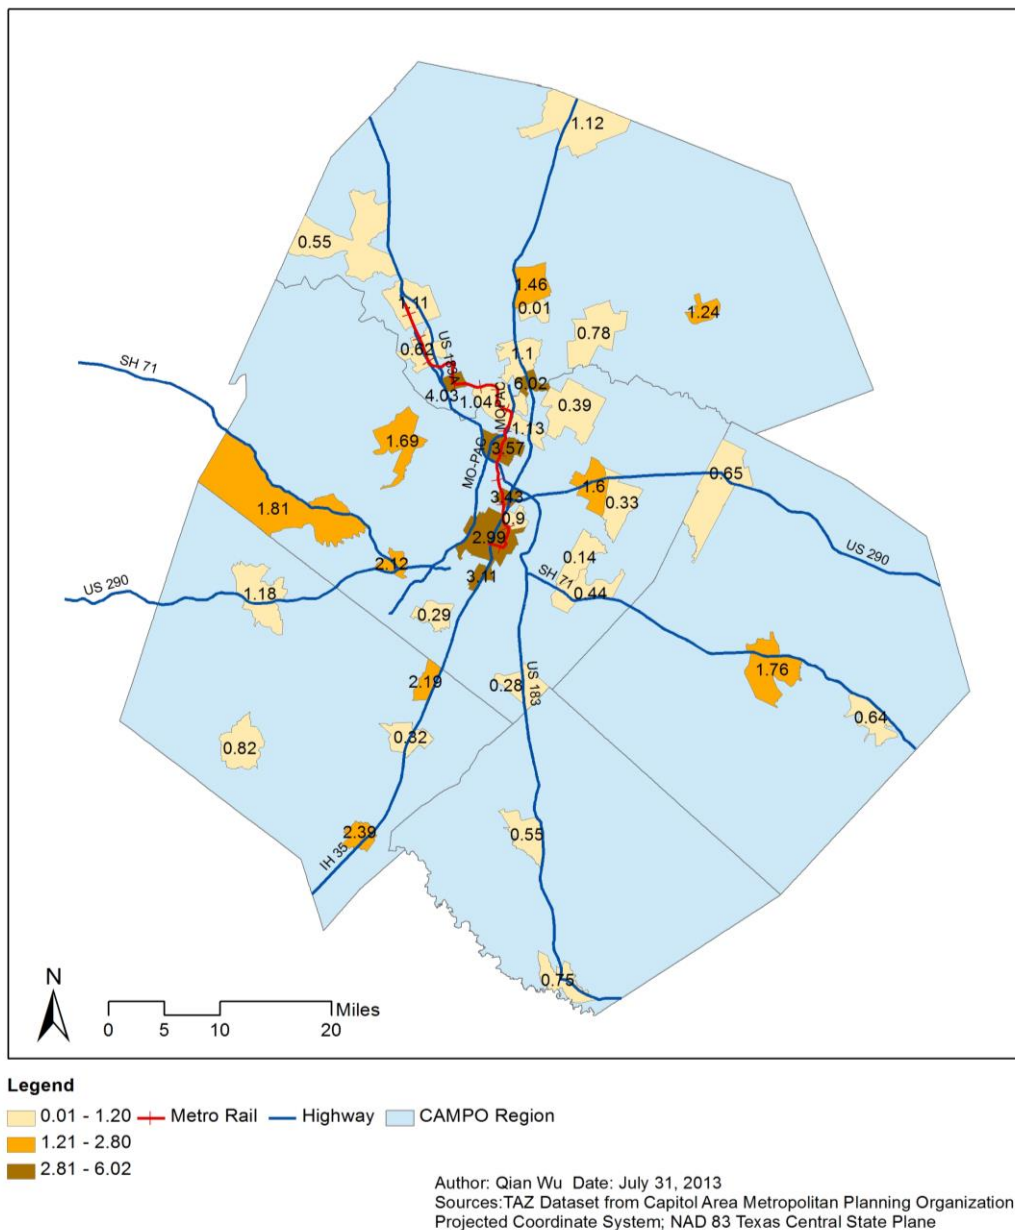 1.12
0.55
1.46
0.01
1.24
1.11
0.78
US 183A
0.62
1.1
SH 71
6.02
4.03
1.04
MOPAC
0.39
1.13
1.69
MO-PAC
3.57
0.65
1.6
3.43
0.33
1.81
0.9
2.99
0.14
US 290
2.12
3.11
SH 71
US 290
1.18
0.44
0.29
1.76
2.19
0.28
US 183
0.64
0.32
0.82
2.39
0.55
IH 35
0.75
N
Miles
0 5 10 20
Legend
0.01 - 1.20 Metro Rail Highway CAMPO Region
1.21 - 2.80
2.81 - 6.02
Author: Qian Wu Date: July 31, 2013
Sources:TAZ Dataset from Capitol Area Metropolitan Planning Organization
Projected Coordinate System; NAD 83 Texas Central State Plane